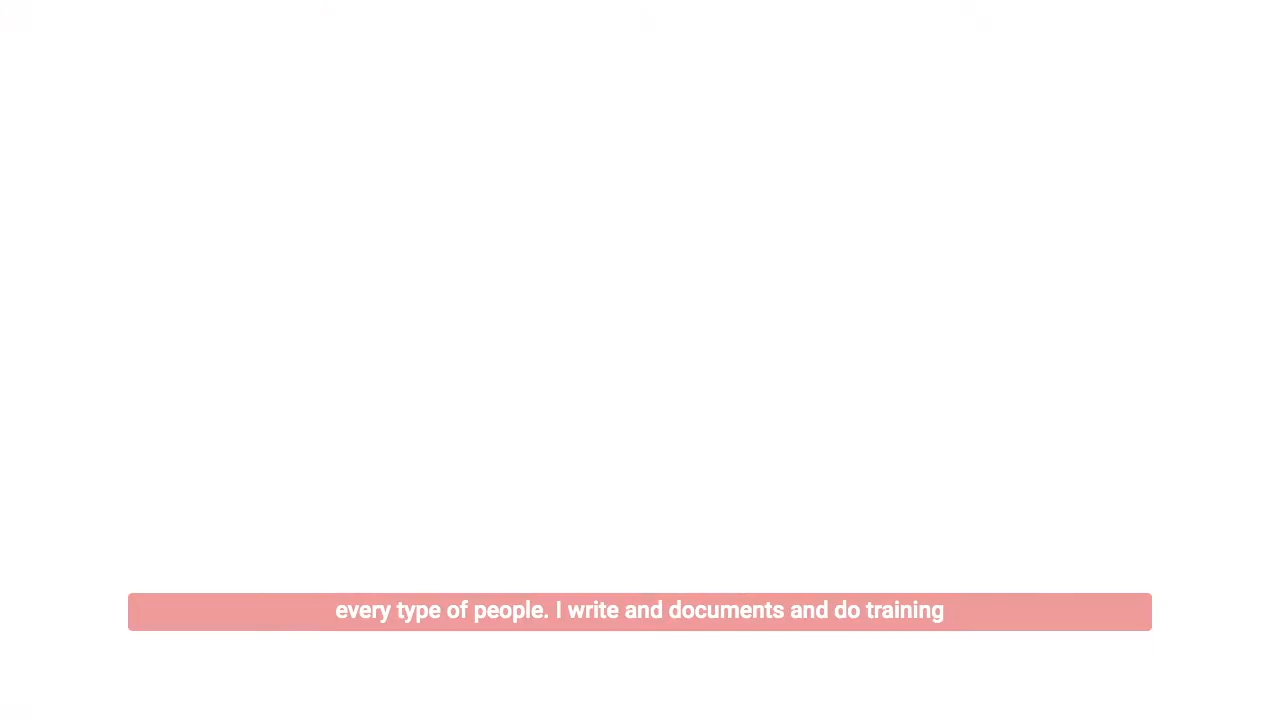 every type of people. I write and documents and do training